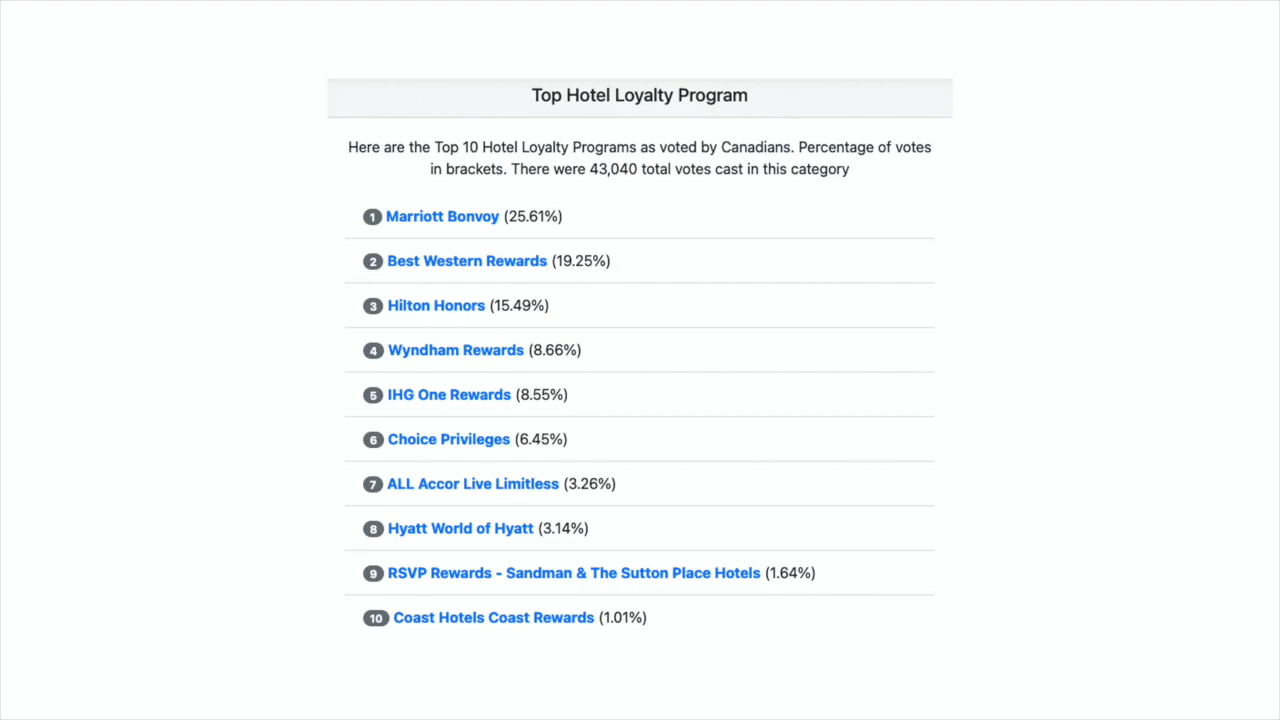 Top Hotel Loyalty Program
Here are the Top 10 Hotel Loyalty Programs as voted by Canadians. Percentage of votes
in brackets. There were 43,040 total votes cast in this category
1 Marriott Bonvoy (25.61%)
2 Best Western Rewards (19.25%)
3 Hilton Honors (15.49%)
4 Wyndham Rewards (8.66%)
5 IHG One Rewards (8.55%)
6 Choice Privileges (6.45%)
7 ALL Accor Live Limitless (3.26%)
8 Hyatt World of Hyatt (3.14%)
9 RSVP Rewards - Sandman & The Sutton Place Hotels (1.64%)
10 Coast Hotels Coast Rewards (1.01%)